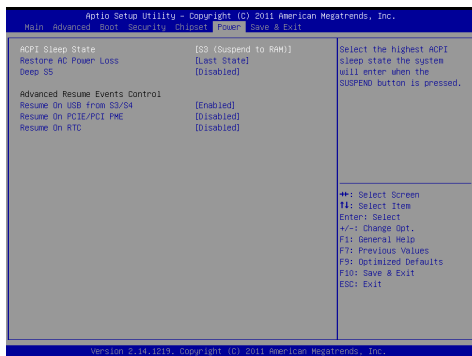 Aptio Setup Utility – Copyright (C) 2011 American Megatrends, Inc.
Main Advanced Boot Security Chipset Power Save & Exit
ACPI Sleep State [S3 (Suspend to RAM)]
Restore AC Power Loss [Last State]
Deep S5 [Disabled]
Advanced Resume Events Control
Resume On USB from S3/S4 [Enabled]
Resume On PCIE/PCI PME [Disabled]
Resume On RTC [Disabled]
Select the highest ACPI
sleep state the system
will enter when the
SUSPEND button is pressed.
→←: Select Screen
↑↓: Select Item
Enter: Select
+/-: Change Opt.
F1: General Help
F7: Previous Values
F9: Optimized Defaults
F10: Save & Exit
ESC: Exit
Version 2.14.1219. Copyright (C) 2011 American Megatrends, Inc.